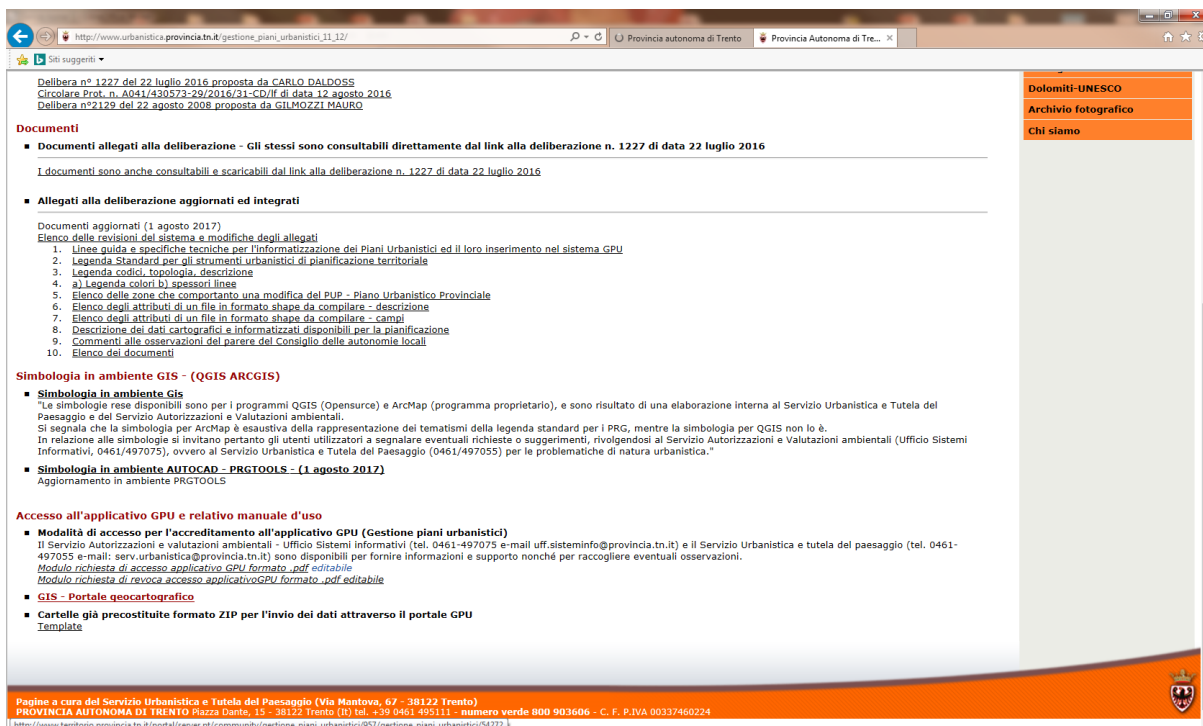 http://www.urbanistica.provincia.tn.it/gestione_piani_urbanistici_11_12/
Provincia autonoma di Trento
Provincia Autonoma di Tre...
Siti suggeriti
Delibera nº 1227 del 22 luglio 2016 proposta da CARLO DALDOSS
Circolare Prot. n. A041/430573-29/2016/31-CD/lf di data 12 agosto 2016
Delibera nº2129 del 22 agosto 2008 proposta da GILMOZZI MAURO
Dolomiti-UNESCO
Archivio fotografico
Chi siamo
Documenti
Documenti allegati alla deliberazione - Gli stessi sono consultabili direttamente dal link alla deliberazione n. 1227 di data 22 luglio 2016
I documenti sono anche consultabili e scaricabili dal link alla deliberazione n. 1227 di data 22 luglio 2016
Allegati alla deliberazione aggiornati ed integrati
Documenti aggiornati (1 agosto 2017)
Elenco delle revisioni del sistema e modifiche degli allegati
1. Linee guida e specifiche tecniche per l'informatizzazione dei Piani Urbanistici ed il loro inserimento nel sistema GPU
2. Legenda Standard per gli strumenti urbanistici di pianificazione territoriale
3. Legenda codici, topologia, descrizione
4. a) Legenda colori b) spessori linee
5. Elenco delle zone che comportano una modifica del PUP - Piano Urbanistico Provinciale
6. Elenco degli attributi di un file in formato shape da compilare - descrizione
7. Elenco degli attributi di un file in formato shape da compilare - campi
8. Descrizione dei dati cartografici e informatizzati disponibili per la pianificazione
9. Commenti alle osservazioni del parere del Consiglio delle autonomie locali
10. Elenco dei documenti
Simbologia in ambiente GIS - (QGIS ARCGIS)
Simbologia in ambiente Gis
"Le simbologie rese disponibili sono per i programmi QGIS (Opensurce) e ArcMap (programma proprietario), e sono risultato di una elaborazione interna al Servizio Urbanistica e Tutela del
Paesaggio e del Servizio Autorizzazioni e Valutazioni ambientali.
Si segnala che la simbologia per ArcMap è esaustiva della rappresentazione dei tematismi della legenda standard per i PRG, mentre la simbologia per QGIS non lo è.
In relazione alle simbologie si invitano pertanto gli utenti utilizzatori a segnalare eventuali richieste o suggerimenti, rivolgendosi al Servizio Autorizzazioni e Valutazioni ambientali (Ufficio Sistemi
Informativi, 0461/497075), ovvero al Servizio Urbanistica e Tutela del Paesaggio (0461/497055) per le problematiche di natura urbanistica."
Simbologia in ambiente AUTOCAD - PRGTOOLS - (1 agosto 2017)
Aggiornamento in ambiente PRGTOOLS
Accesso all'applicativo GPU e relativo manuale d'uso
Modalità di accesso per l'accreditamento all'applicativo GPU (Gestione piani urbanistici)
Il Servizio Autorizzazioni e valutazioni ambientali - Ufficio Sistemi informativi (tel. 0461-497075 e-mail uff.sisteminfo@provincia.tn.it) e il Servizio Urbanistica e tutela del paesaggio (tel. 0461-
497055 e-mail: serv.urbanistica@provincia.tn.it) sono disponibili per fornire informazioni e supporto nonché per raccogliere eventuali osservazioni.
Modulo richiesta di accesso applicativo GPU formato .pdf editabile
Modulo richiesta di revoca accesso applicativoGPU formato .pdf editabile
GIS - Portale geocartografico
Cartelle già precostituite formato ZIP per l'invio dei dati attraverso il portale GPU
Template
Pagine a cura del Servizio Urbanistica e Tutela del Paesaggio (Via Mantova, 67 - 38122 Trento)
PROVINCIA AUTONOMA DI TRENTO Piazza Dante, 15 - 38122 Trento (It) tel. +39 0461 495111 - numero verde 800 903606 - C. F. P.IVA 00337460224
http://www.territorio.provincia.tn.it/portal/server.pt/community/gestione_piani_urbanistici/957/gestione_piani_urbanistici/54272